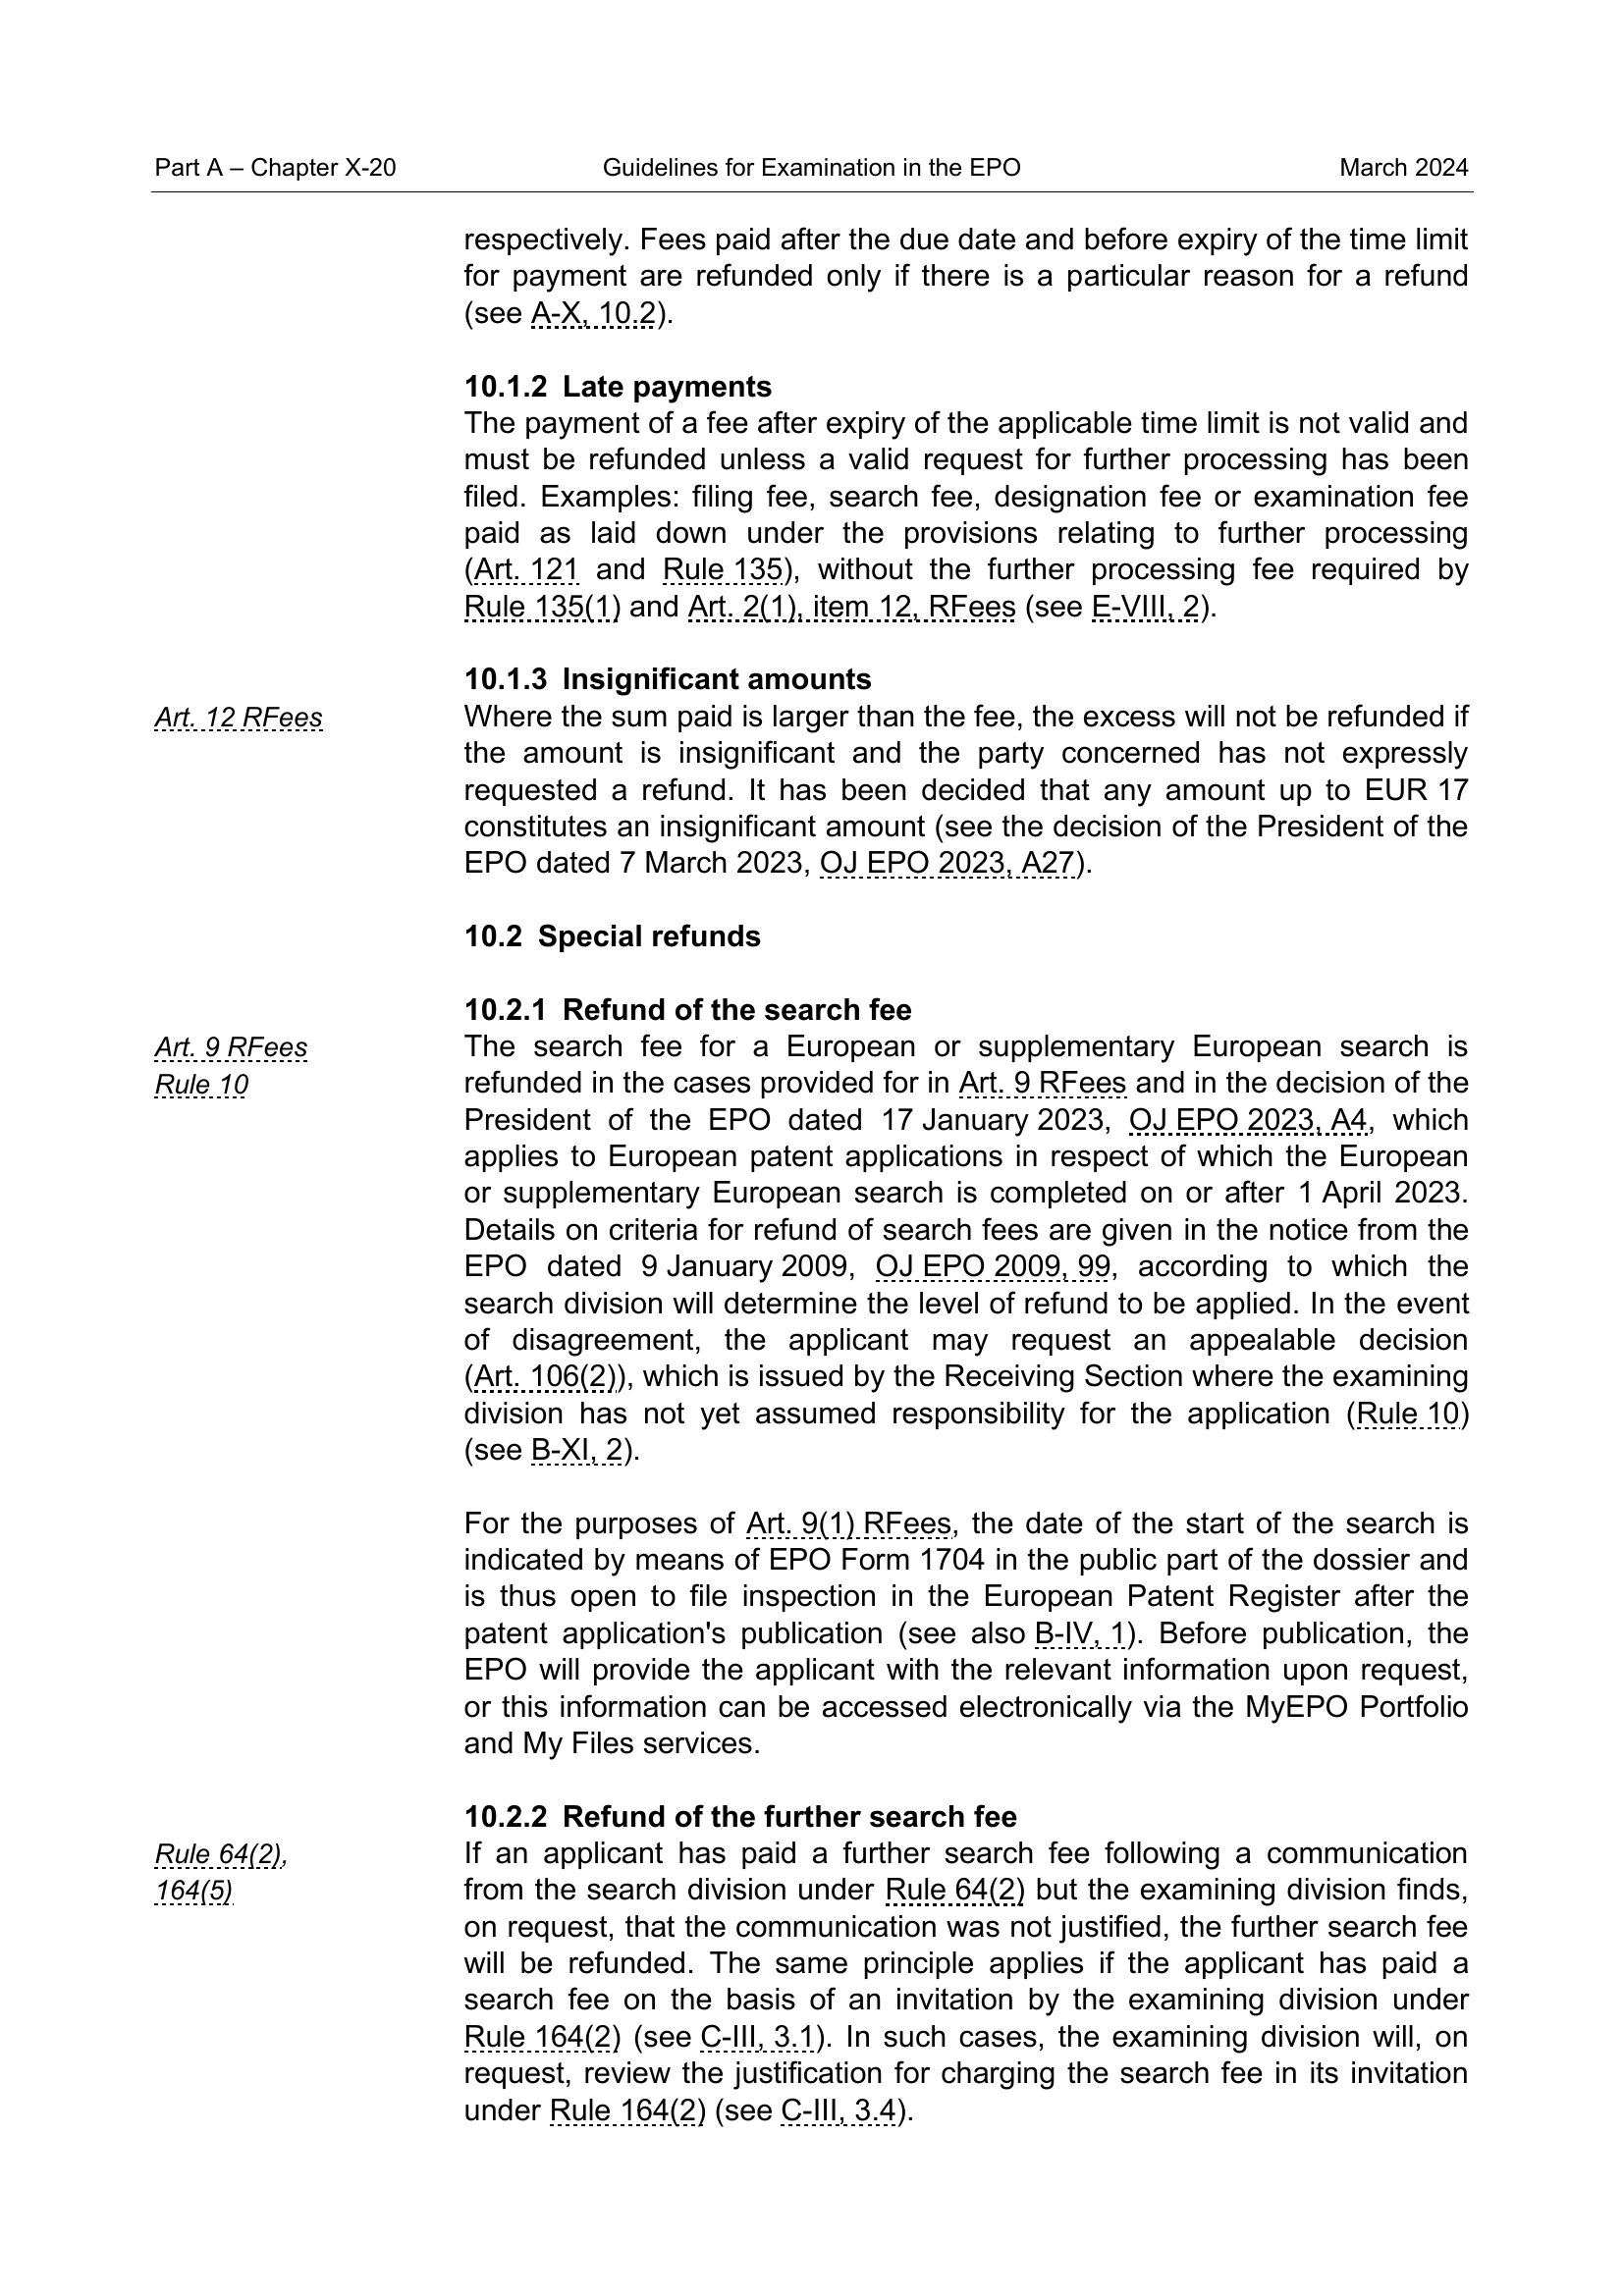 Part A – Chapter X-20 Guidelines for Examination in the EPO March 2024
respectively. Fees paid after the due date and before expiry of the time limit
for payment are refunded only if there is a particular reason for a refund
(see A-X, 10.2).
10.1.2 Late payments
The payment of a fee after expiry of the applicable time limit is not valid and
must be refunded unless a valid request for further processing has been
filed. Examples: filing fee, search fee, designation fee or examination fee
paid as laid down under the provisions relating to further processing
(Art. 121 and Rule 135), without the further processing fee required by
Rule 135(1) and Art. 2(1), item 12, RFees (see E-VIII, 2).
10.1.3 Insignificant amounts
Art. 12 RFees
Where the sum paid is larger than the fee, the excess will not be refunded if
the amount is insignificant and the party concerned has not expressly
requested a refund. It has been decided that any amount up to EUR 17
constitutes an insignificant amount (see the decision of the President of the
EPO dated 7 March 2023, OJ EPO 2023, A27).
10.2 Special refunds
10.2.1 Refund of the search fee
Art. 9 RFees
Rule 10
The search fee for a European or supplementary European search is
refunded in the cases provided for in Art. 9 RFees and in the decision of the
President of the EPO dated 17 January 2023, OJ EPO 2023, A4, which
applies to European patent applications in respect of which the European
or supplementary European search is completed on or after 1 April 2023.
Details on criteria for refund of search fees are given in the notice from the
EPO dated 9 January 2009, OJ EPO 2009, 99, according to which the
search division will determine the level of refund to be applied. In the event
of disagreement, the applicant may request an appealable decision
(Art. 106(2)), which is issued by the Receiving Section where the examining
division has not yet assumed responsibility for the application (Rule 10)
(see B-XI, 2).
For the purposes of Art. 9(1) RFees, the date of the start of the search is
indicated by means of EPO Form 1704 in the public part of the dossier and
is thus open to file inspection in the European Patent Register after the
patent application's publication (see also B-IV, 1). Before publication, the
EPO will provide the applicant with the relevant information upon request,
or this information can be accessed electronically via the MyEPO Portfolio
and My Files services.
10.2.2 Refund of the further search fee
Rule 64(2),
164(5)
If an applicant has paid a further search fee following a communication
from the search division under Rule 64(2) but the examining division finds,
on request, that the communication was not justified, the further search fee
will be refunded. The same principle applies if the applicant has paid a
search fee on the basis of an invitation by the examining division under
Rule 164(2) (see C-III, 3.1). In such cases, the examining division will, on
request, review the justification for charging the search fee in its invitation
under Rule 164(2) (see C-III, 3.4).